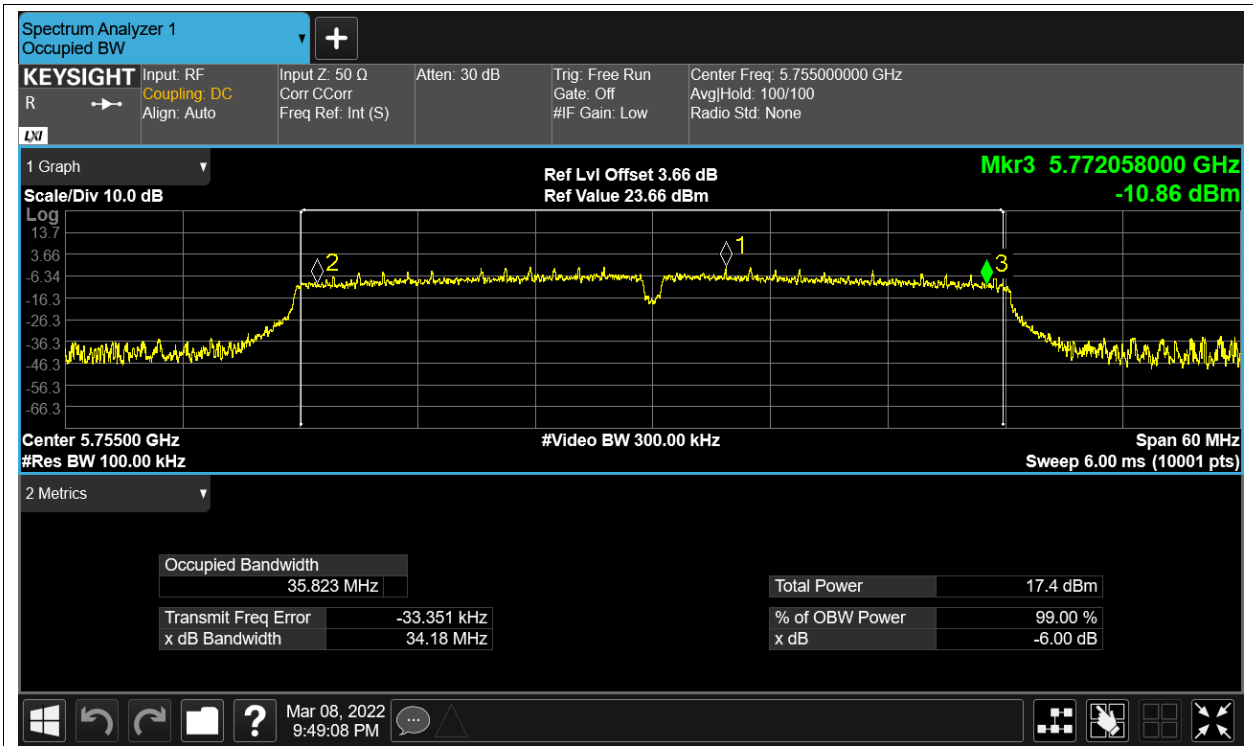 Spectrum Analyzer 1
Occupied BW
KEYSIGHT
R
LXI
Input: RF
Coupling: DC
Align: Auto
Input Z: 50 Ω
Corr CCorr
Freq Ref: Int (S)
Atten: 30 dB
Trig: Free Run
Gate: Off
#IF Gain: Low
Center Freq: 5.755000000 GHz
Avg|Hold: 100/100
Radio Std: None
1 Graph
Scale/Div 10.0 dB
Ref Lvl Offset 3.66 dB
Ref Value 23.66 dBm
Mkr3 5.772058000 GHz
-10.86 dBm
Log
13.7
3.66
-6.34
-16.3
-26.3
-36.3
-46.3
-56.3
-66.3
2
1
3
Center 5.75500 GHz
#Res BW 100.00 kHz
#Video BW 300.00 kHz
Span 60 MHz
Sweep 6.00 ms (10001 pts)
2 Metrics
Occupied Bandwidth
35.823 MHz
Transmit Freq Error -33.351 kHz
x dB Bandwidth 34.18 MHz
Total Power 17.4 dBm
% of OBW Power 99.00 %
x dB -6.00 dB
?
Mar 08, 2022
9:49:08 PM